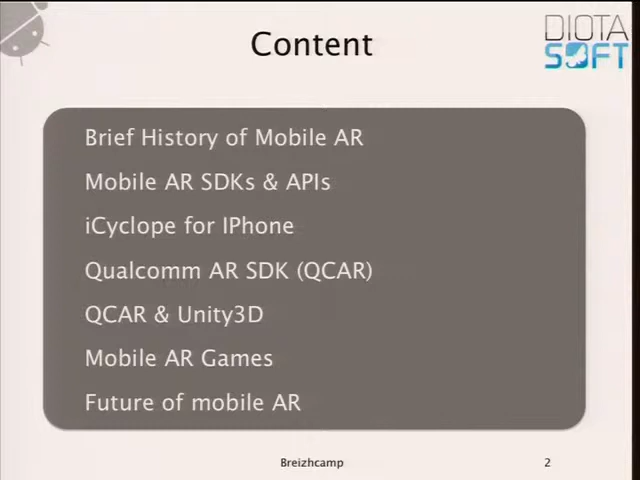 Content
DIOTA
SOFT
Brief History of Mobile AR
Mobile AR SDKs & APIs
iCyclope for IPhone
Qualcomm AR SDK (QCAR)
QCAR & Unity3D
Mobile AR Games
Future of mobile AR
Breizhcamp
2